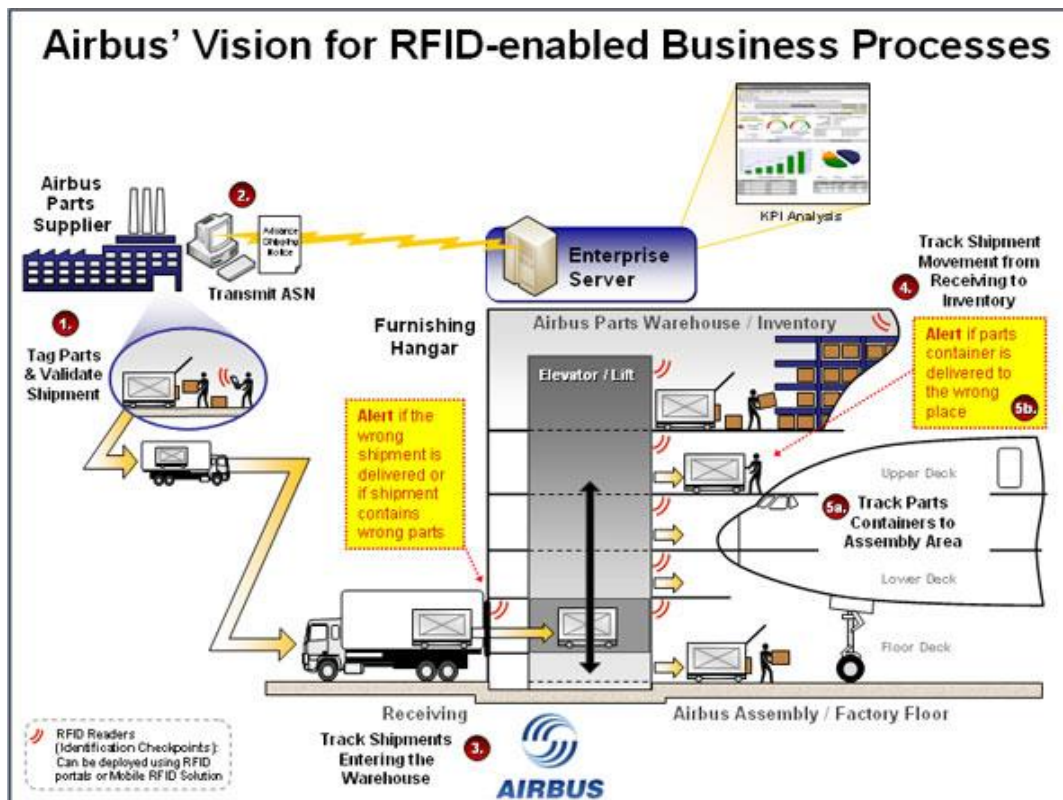 Airbus' Vision for RFID-enabled Business Processes
Airbus
Parts
Supplier
2.
Advance
Shipping
Notice
Transmit ASN
Enterprise
Server
KPI Analysis
1.
Tag Parts
& Validate
Shipment
Furnishing
Hangar
Airbus Parts Warehouse / Inventory
Elevator / Lift
Track Shipment
Movement from
4.
Receiving to
Inventory
Alert if parts
container is
delivered to
the wrong
place
5b.
Alert if the
wrong
shipment is
delivered or
if shipment
contains
wrong parts
Upper Deck
5a.
Track Parts
Containers to
Assembly Area
Lower Deck
Floor Deck
Receiving
Airbus Assembly / Factory Floor
Track Shipments
Entering the
Warehouse
3.
AIRBUS
RFID Readers
(Identification Checkpoints):
Can be deployed using RFID
portals or Mobile RFID Solution